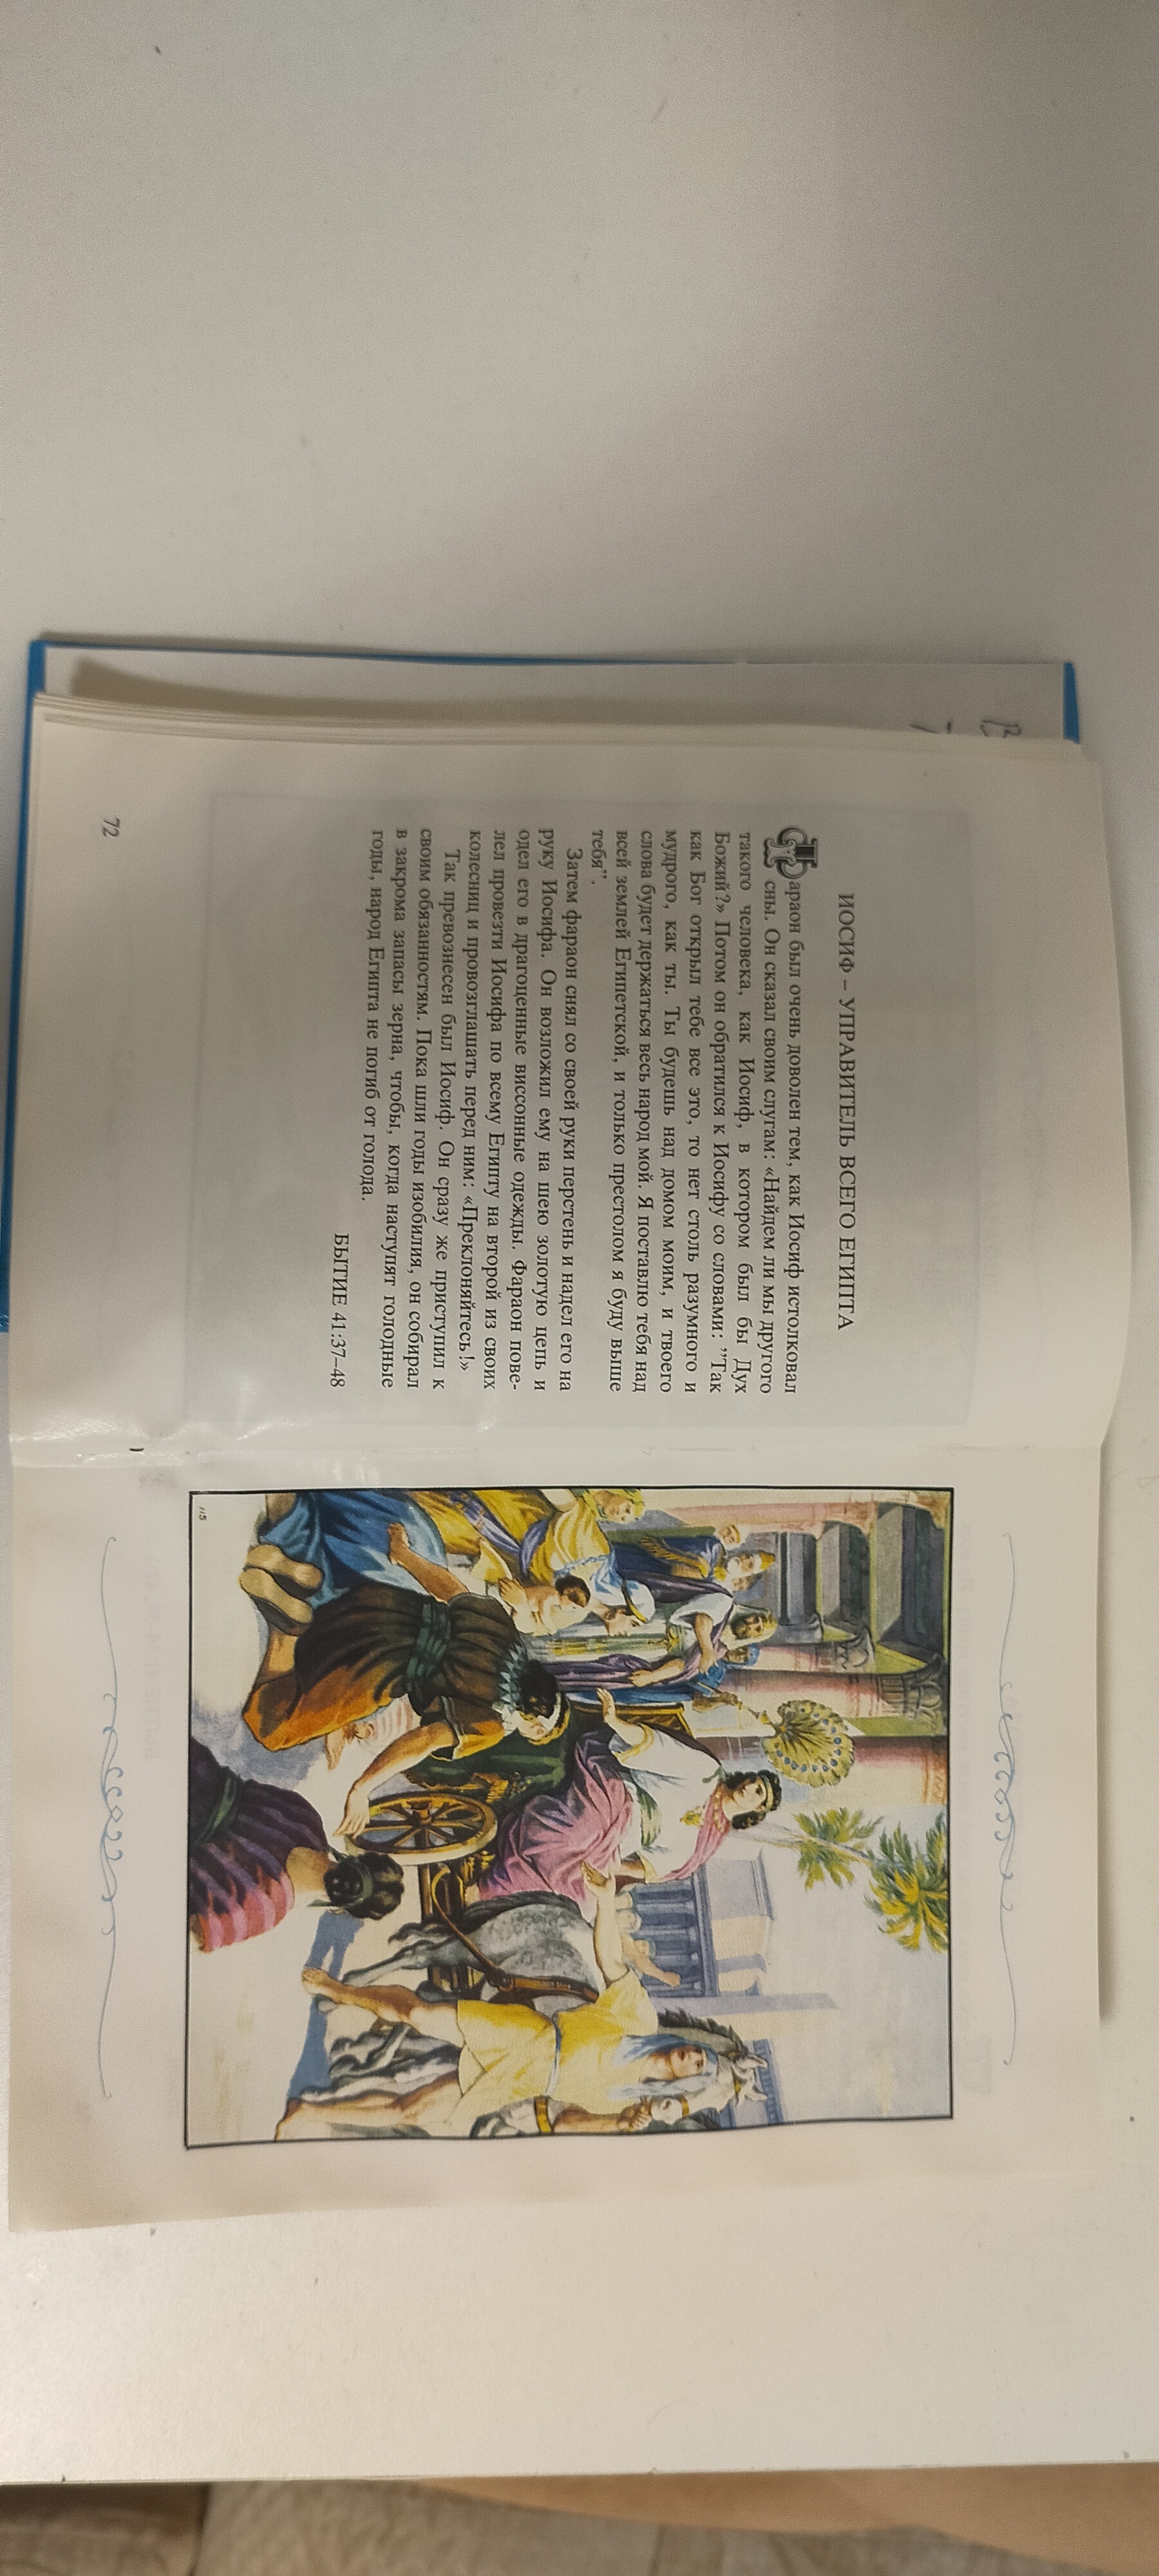 ИОСИФ – УПРАВИТЕЛЬ ВСЕГО ЕГИПТА
Фараон был очень доволен тем, как Иосиф истолковал
сны. Он сказал своим слугам: «Найдем ли мы другого
такого человека, как Иосиф, в котором был бы Дух
Божий?» Потом он обратился к Иосифу со словами: ”Так
как Бог открыл тебе все это, то нет столь разумного и
мудрого, как ты. Ты будешь над домом моим, и твоего
слова будет держаться весь народ мой. Я поставлю тебя над
всей землей Египетской, и только престолом я буду выше
тебя”.
Затем фараон снял со своей руки перстень и надел его на
руку Иосифа. Он возложил ему на шею золотую цепь и
одел его в драгоценные виссонные одежды. Фараон пове-
лел провезти Иосифа по всему Египту на второй из своих
колесниц и провозглашать перед ним: «Преклоняйтесь!»
Так превознесен был Иосиф. Он сразу же приступил к
своим обязанностям. Пока шли годы изобилия, он собирал
в закрома запасы зерна, чтобы, когда наступят голодные
годы, народ Египта не погиб от голода.
БЫТИЕ 41:37–48
72